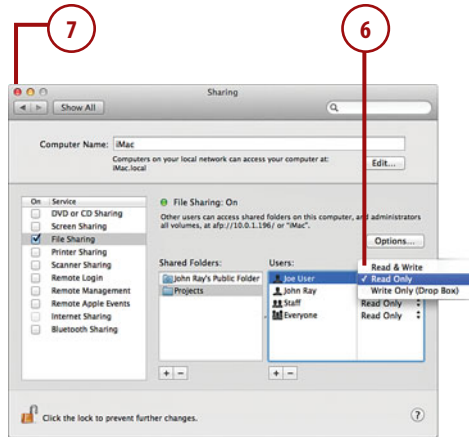 7
6
Sharing
Show All
Computer Name: iMac
Computers on your local network can access your computer at:
iMac.local
Edit...
On Service
DVD or CD Sharing
Screen Sharing
File Sharing
Printer Sharing
Scanner Sharing
Remote Login
Remote Management
Remote Apple Events
Internet Sharing
Bluetooth Sharing
File Sharing: On
Other users can access shared folders on this computer, and administrators
all volumes, at afp://10.0.1.196/ or "iMac".
Options...
Shared Folders:
John Ray's Public Folder
Projects
Users:
Joe User
John Ray
Staff
Everyone
Read & Write
✓ Read Only
Write Only (Drop Box)
Read Only
Read Only
+ −
+ −
Click the lock to prevent further changes.
?